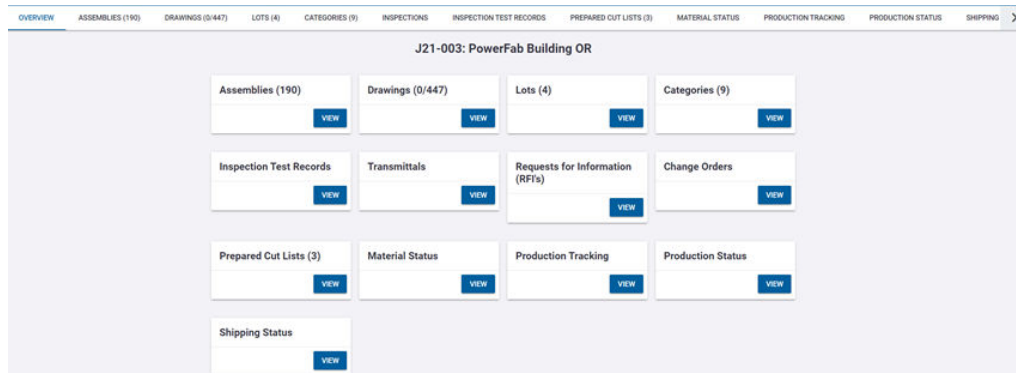 OVERVIEW ASSEMBLIES (190) DRAWINGS (0/447) LOTS (4) CATEGORIES (9) INSPECTIONS INSPECTION TEST RECORDS PREPARED CUT LISTS (3) MATERIAL STATUS PRODUCTION TRACKING PRODUCTION STATUS SHIPPING
J21-003: PowerFab Building OR
Assemblies (190) Drawings (0/447) Lots (4) Categories (9)
VIEW VIEW VIEW VIEW
Inspection Test Records Transmittals Requests for Information Change Orders
(RFI's)
VIEW VIEW VIEW
VIEW
Prepared Cut Lists (3) Material Status Production Tracking Production Status
VIEW VIEW VIEW VIEW
Shipping Status
VIEW